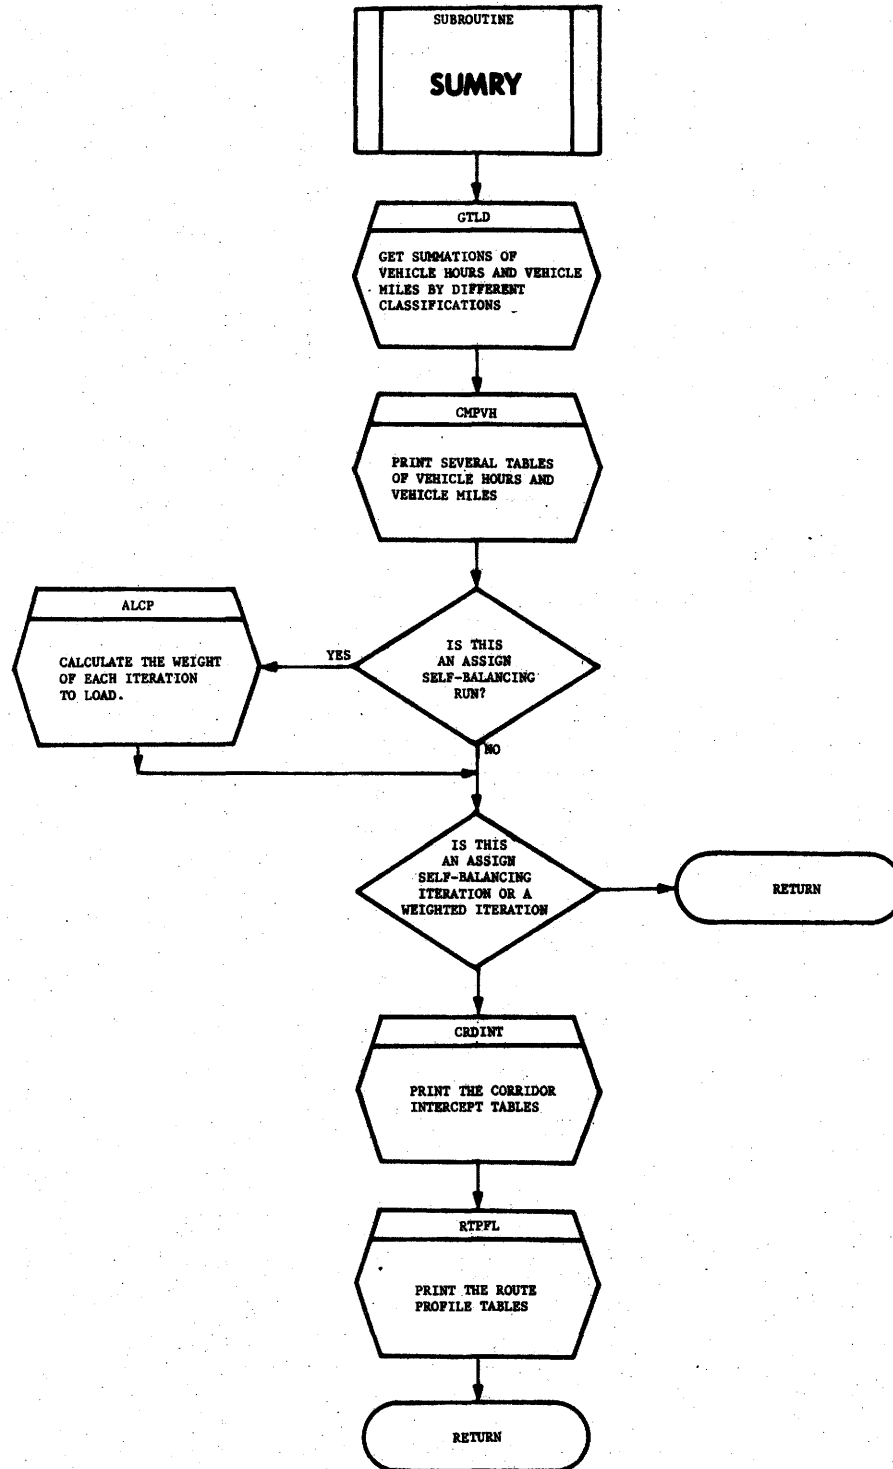 SUBROUTINE
SUMRY
GTLD
GET SUMMATIONS OF
VEHICLE HOURS AND VEHICLE
MILES BY DIFFERENT
CLASSIFICATIONS
CMPVH
PRINT SEVERAL TABLES
OF VEHICLE HOURS AND
VEHICLE MILES
IS THIS
AN ASSIGN
SELF-BALANCING
RUN?
YES
ALCP
CALCULATE THE WEIGHT
OF EACH ITERATION
TO LOAD.
NO
IS THIS
AN ASSIGN
SELF-BALANCING
ITERATION OR A
WEIGHTED ITERATION
RETURN
CRDINT
PRINT THE CORRIDOR
INTERCEPT TABLES
RTPFL
PRINT THE ROUTE
PROFILE TABLES
RETURN